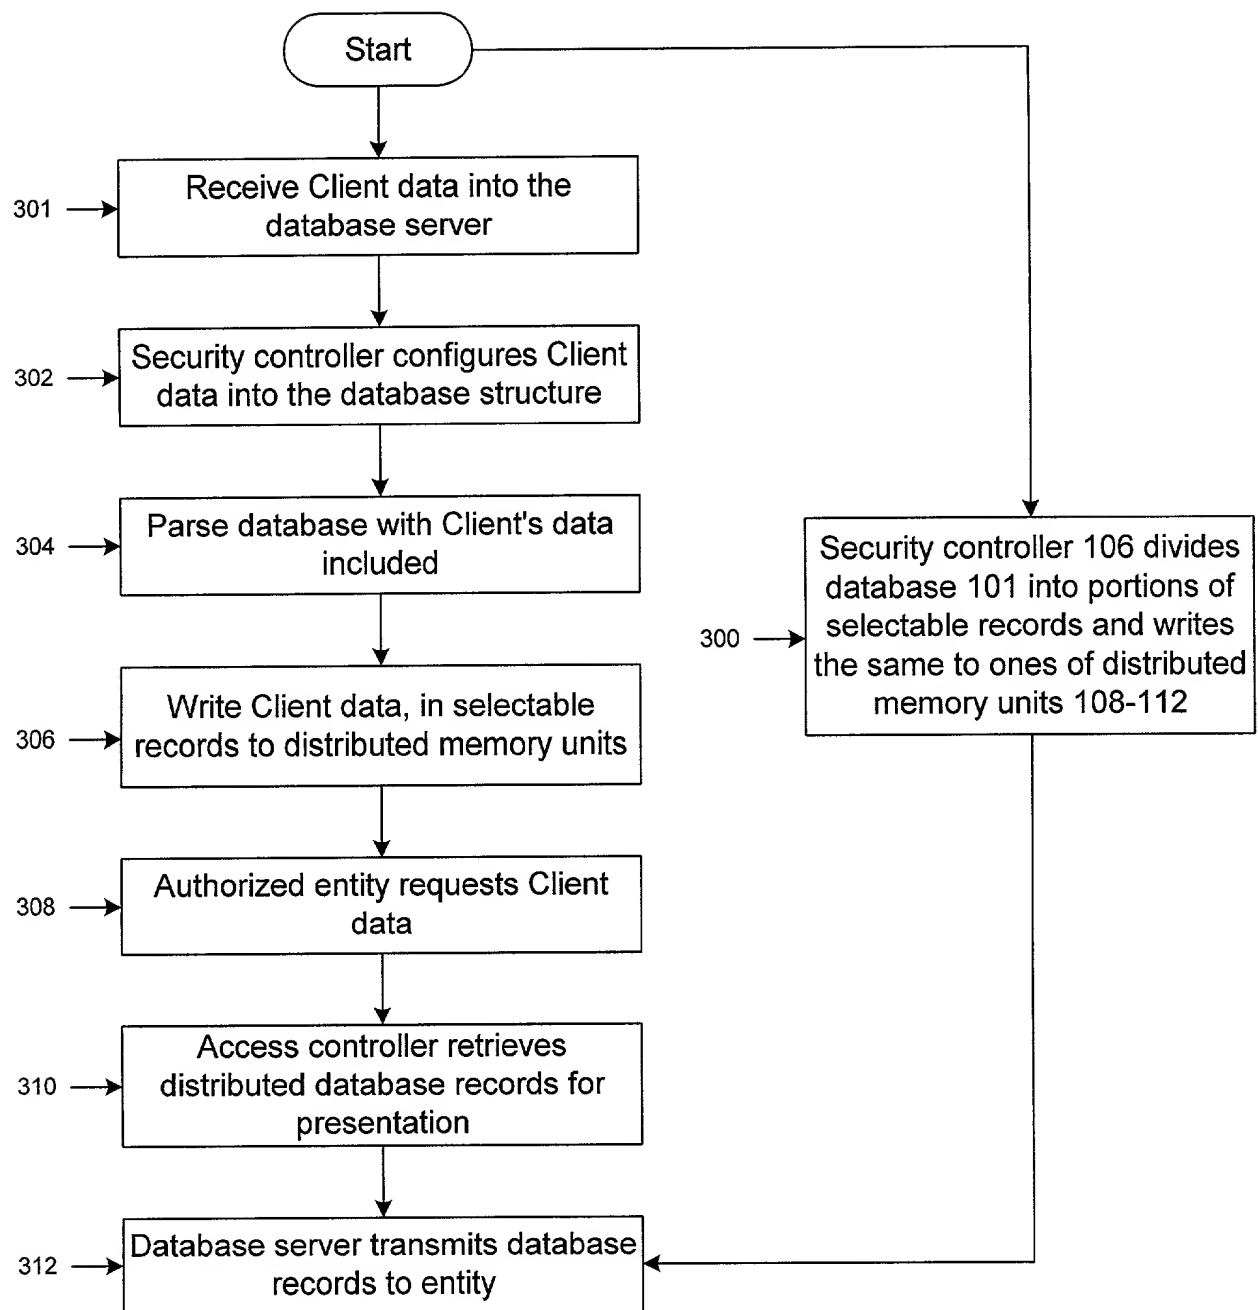 Start
301
Receive Client data into the
database server
302
Security controller configures Client
data into the database structure
304
Parse database with Client's data
included
300
Security controller 106 divides
database 101 into portions of
selectable records and writes
the same to ones of distributed
memory units 108-112
306
Write Client data, in selectable
records to distributed memory units
308
Authorized entity requests Client
data
310
Access controller retrieves
distributed database records for
presentation
312
Database server transmits database
records to entity